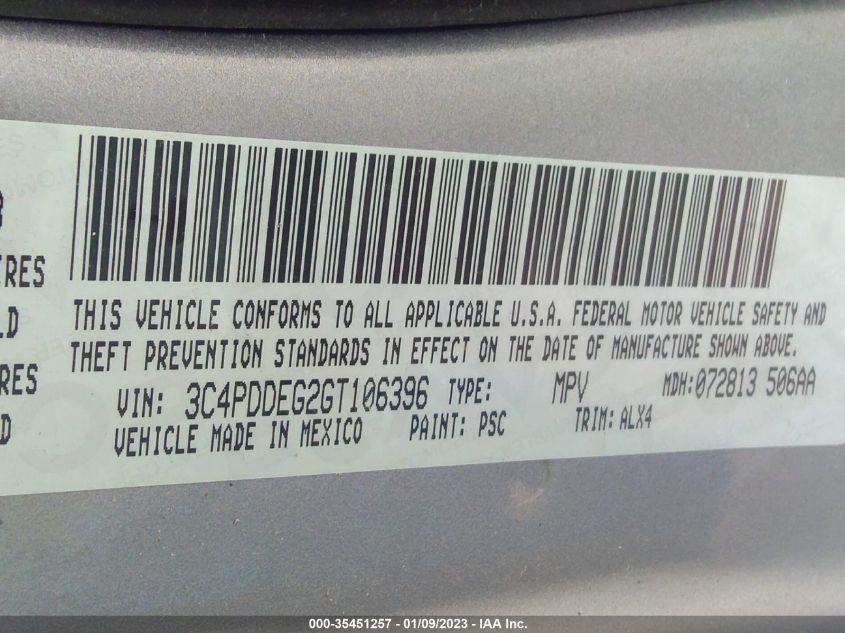 THIS VEHICLE CONFORMS TO ALL APPLICABLE U.S.A. FEDERAL MOTOR VEHICLE SAFETY AND
THEFT PREVENTION STANDARDS IN EFFECT ON THE DATE OF MANUFACTURE SHOWN ABOVE.
VIN: 3C4PDDEG2GT106396 TYPE: MPV MDH:072813 506AA
VEHICLE MADE IN MEXICO PAINT: PSC TRIM: ALX4
000-35451257 - 01/09/2023 - IAA Inc.